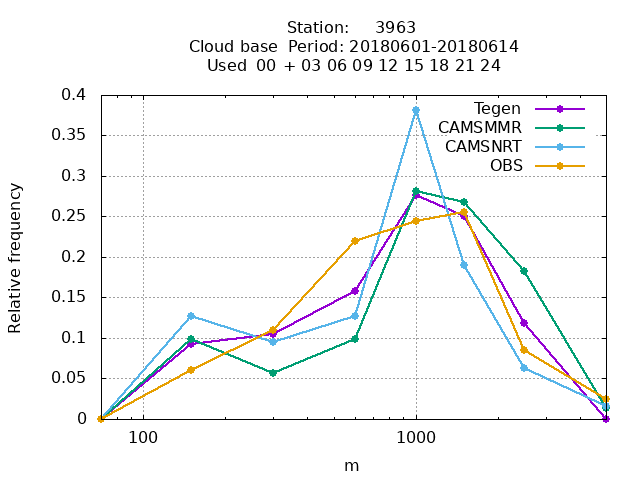 Station: 3963
Cloud base Period: 20180601-20180614
Used 00 + 03 06 09 12 15 18 21 24
Relative frequency
0.4
0.35
0.3
0.25
0.2
0.15
0.1
0.05
0
Tegen
CAMSMMR
CAMSNRT
OBS
100
1000
m